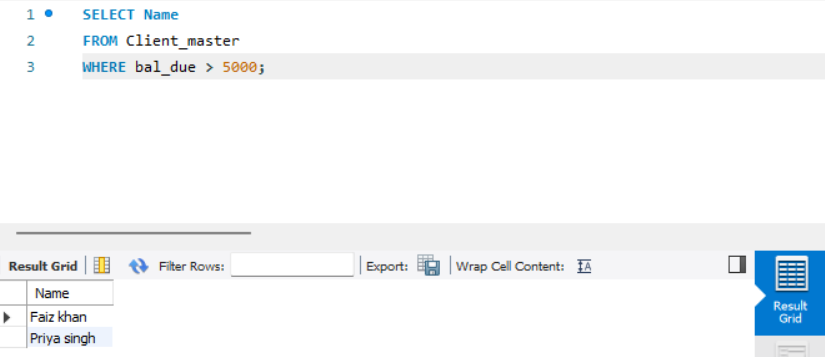 1 SELECT Name
2 FROM Client_master
3 WHERE bal_due > 5000;
Result Grid Filter Rows: Export: Wrap Cell Content: IA
Name
Faiz khan
Priya singh
Result
Grid